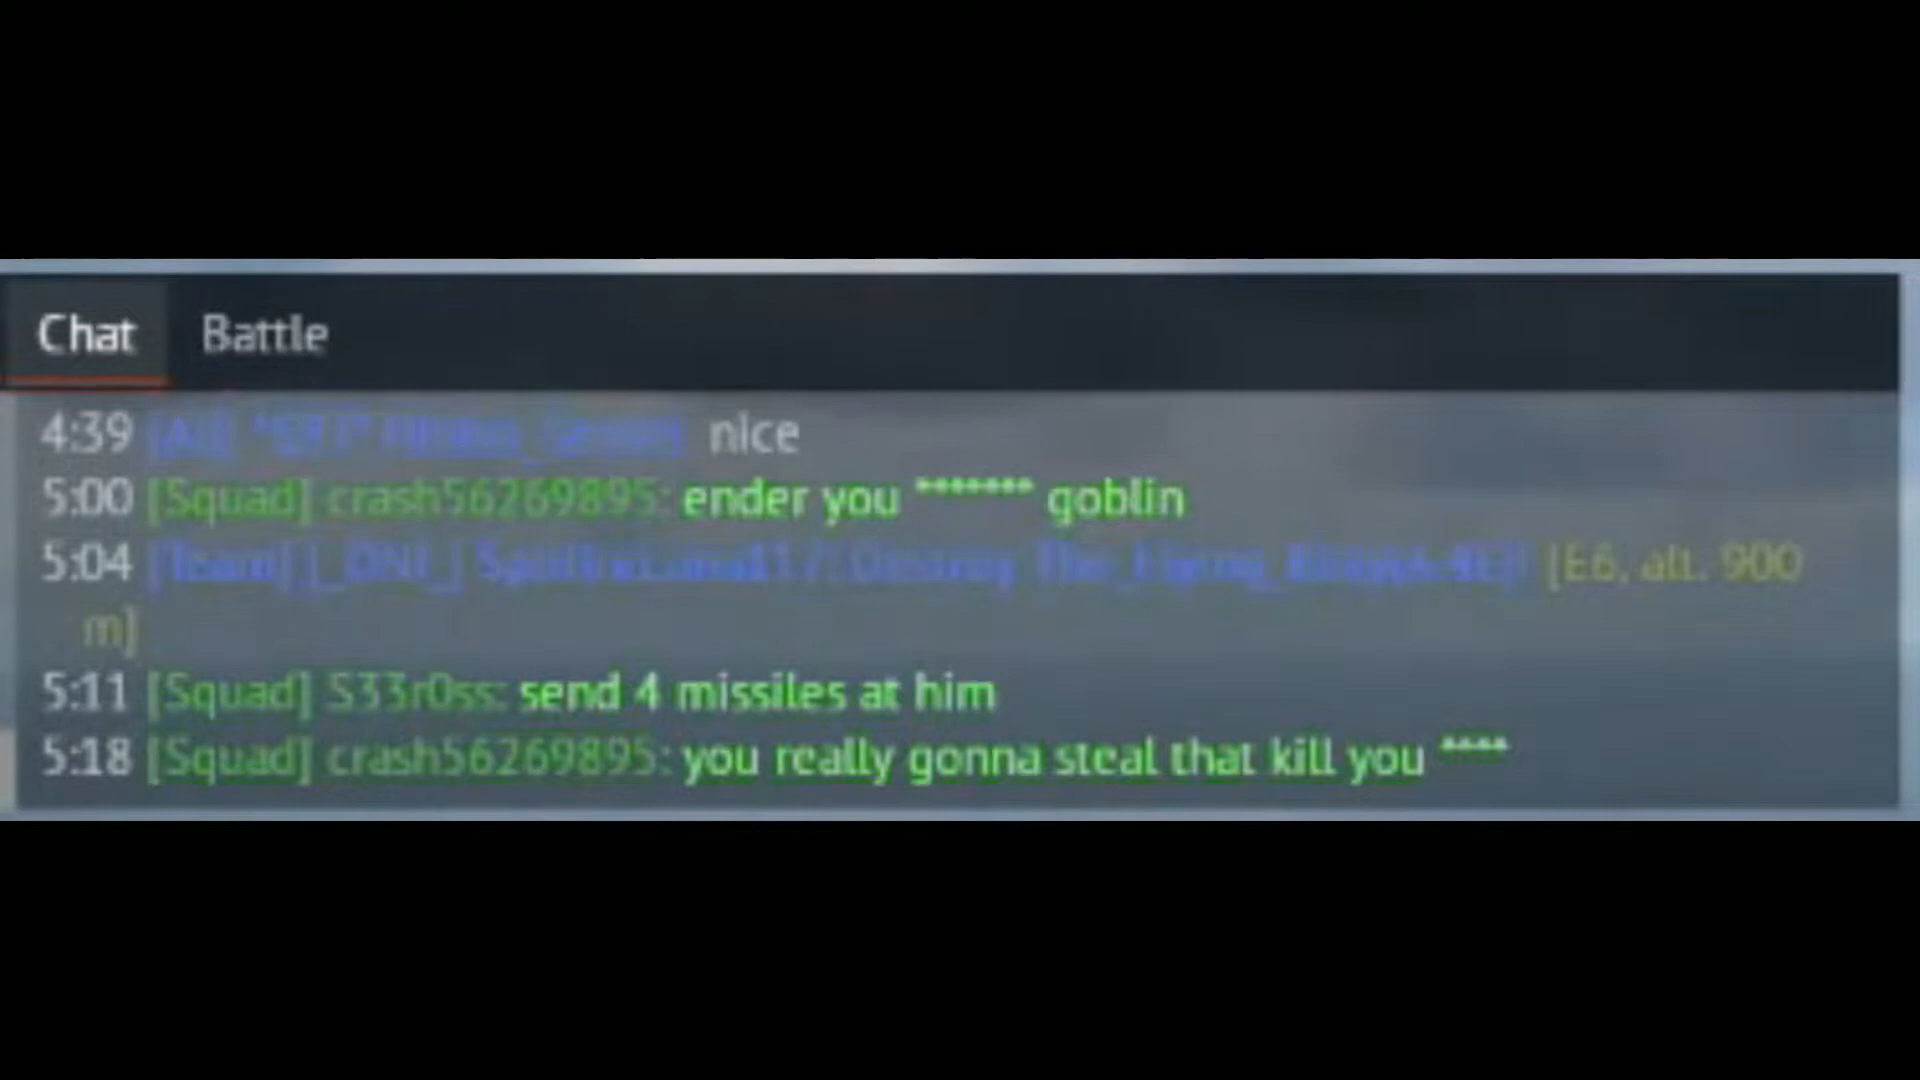 Chat Battle
4:39 nice
5:00 [Squad] crash56269895: ender you ******* goblin
5:04 [Team] [E6, alt. 900
m]
5:11 [Squad] S33r0ss: send 4 missiles at him
5:18 [Squad] crash56269895: you really gonna steal that kill you ****